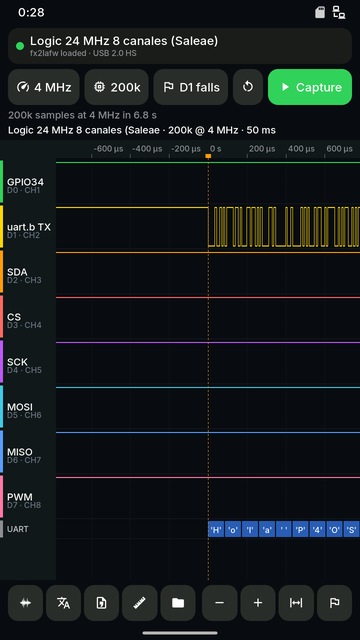 0:28
Logic 24 MHz 8 canales (Saleae)
fx2lafw loaded · USB 2.0 HS
4 MHz
200k
D1 falls
Capture
200k samples at 4 MHz in 6.8 s
Logic 24 MHz 8 canales (Saleae · 200k @ 4 MHz · 50 ms
-600 µs -400 µs -200 µs 0 s 200 µs 400 µs 600 µs
GPIO34
D0 · CH1
uart.b TX
D1 · CH2
SDA
D2 · CH3
CS
D3 · CH4
SCK
D4 · CH5
MOSI
D5 · CH6
MISO
D6 · CH7
PWM
D7 · CH8
UART 'H' 'o' 'l' 'a' ' ' 'P' '4' 'O' 'S'